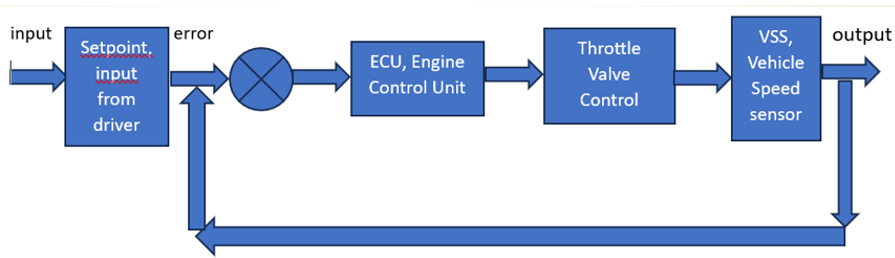 input
Setpoint,
input
from
driver
error
ECU, Engine
Control Unit
Throttle
Valve
Control
VSS,
Vehicle
Speed
sensor
output